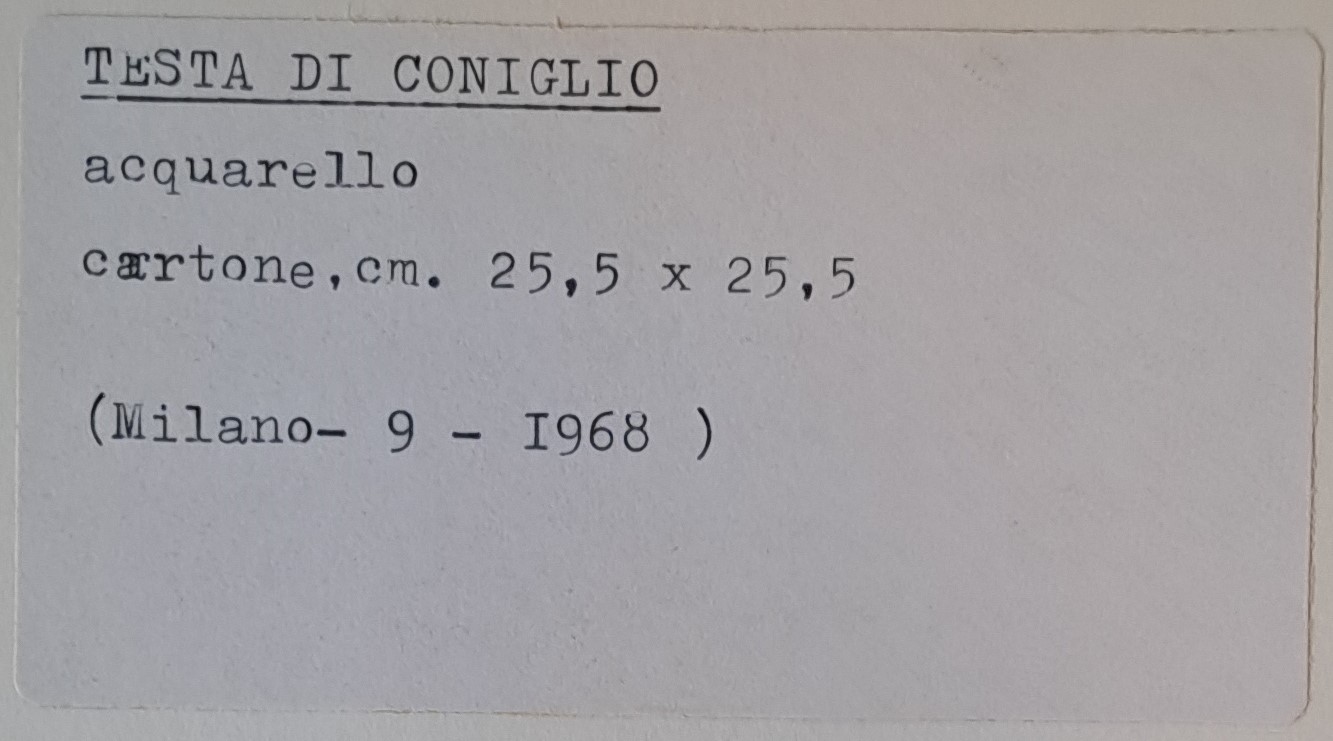 TESTA DI CONIGLIO
acquarello
cartone,cm. 25,5 x 25,5
(Milano- 9 - I968 )